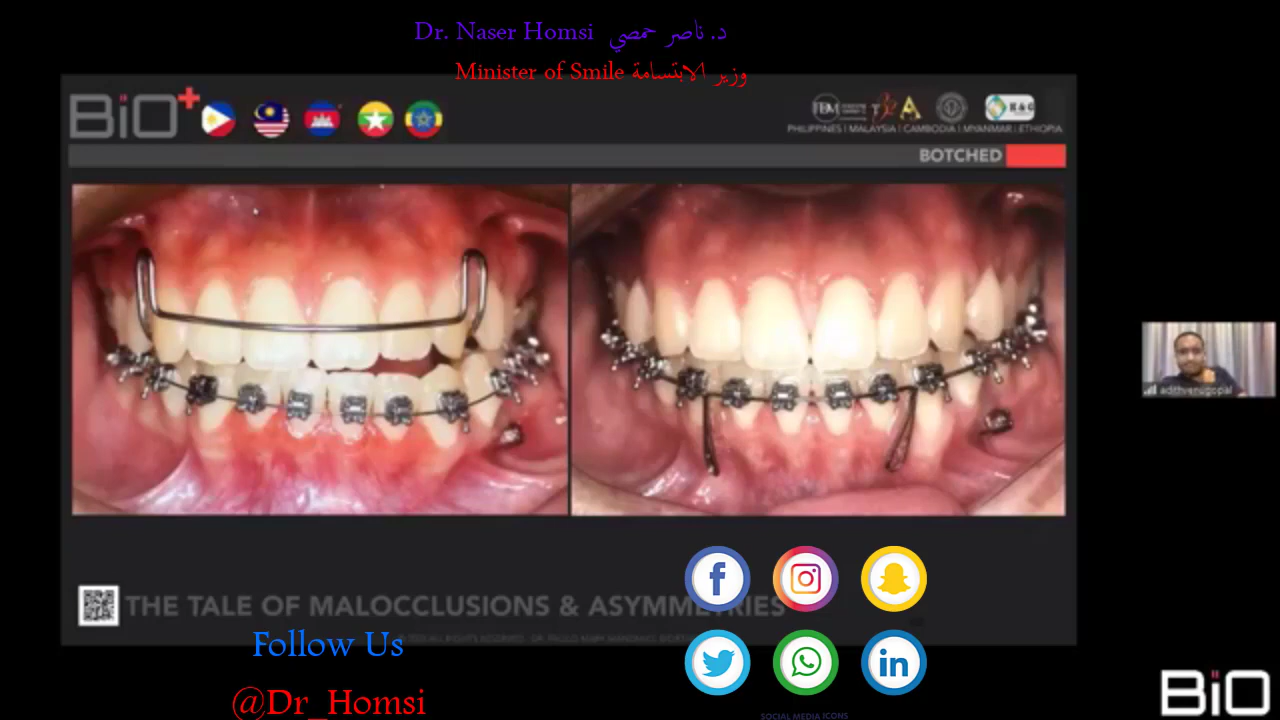 Dr. Naser Homsi د. ناصر حمصي
Minister of Smile وزير الابتسامة
BiO+
PHILIPPINES | MALAYSIA | CAMBODIA | MYANMAR | ETHIOPIA
BOTCHED
adithvenugopal
THE TALE OF MALOCCLUSIONS & ASYMMETRIES
Follow Us
@Dr_Homsi
SOCIAL MEDIA ICONS
BiO